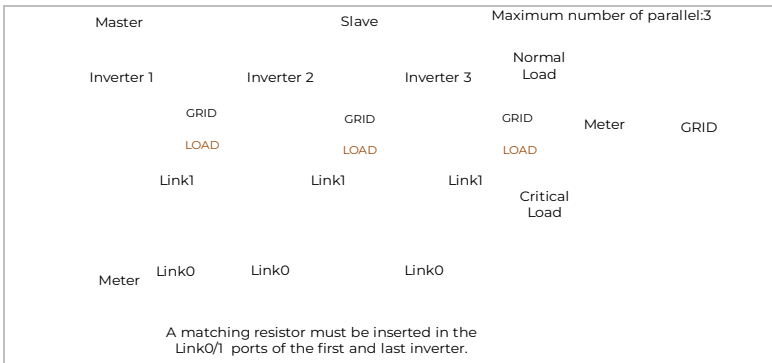 Master
Slave
Maximum number of parallel:3
Normal
Load
Inverter 1
Inverter 2
Inverter 3
GRID
GRID
GRID
Meter
GRID
LOAD
LOAD
LOAD
Link1
Link1
Link1
Critical
Load
Meter
Link0
Link0
Link0
A matching resistor must be inserted in the
Link0/1 ports of the first and last inverter.